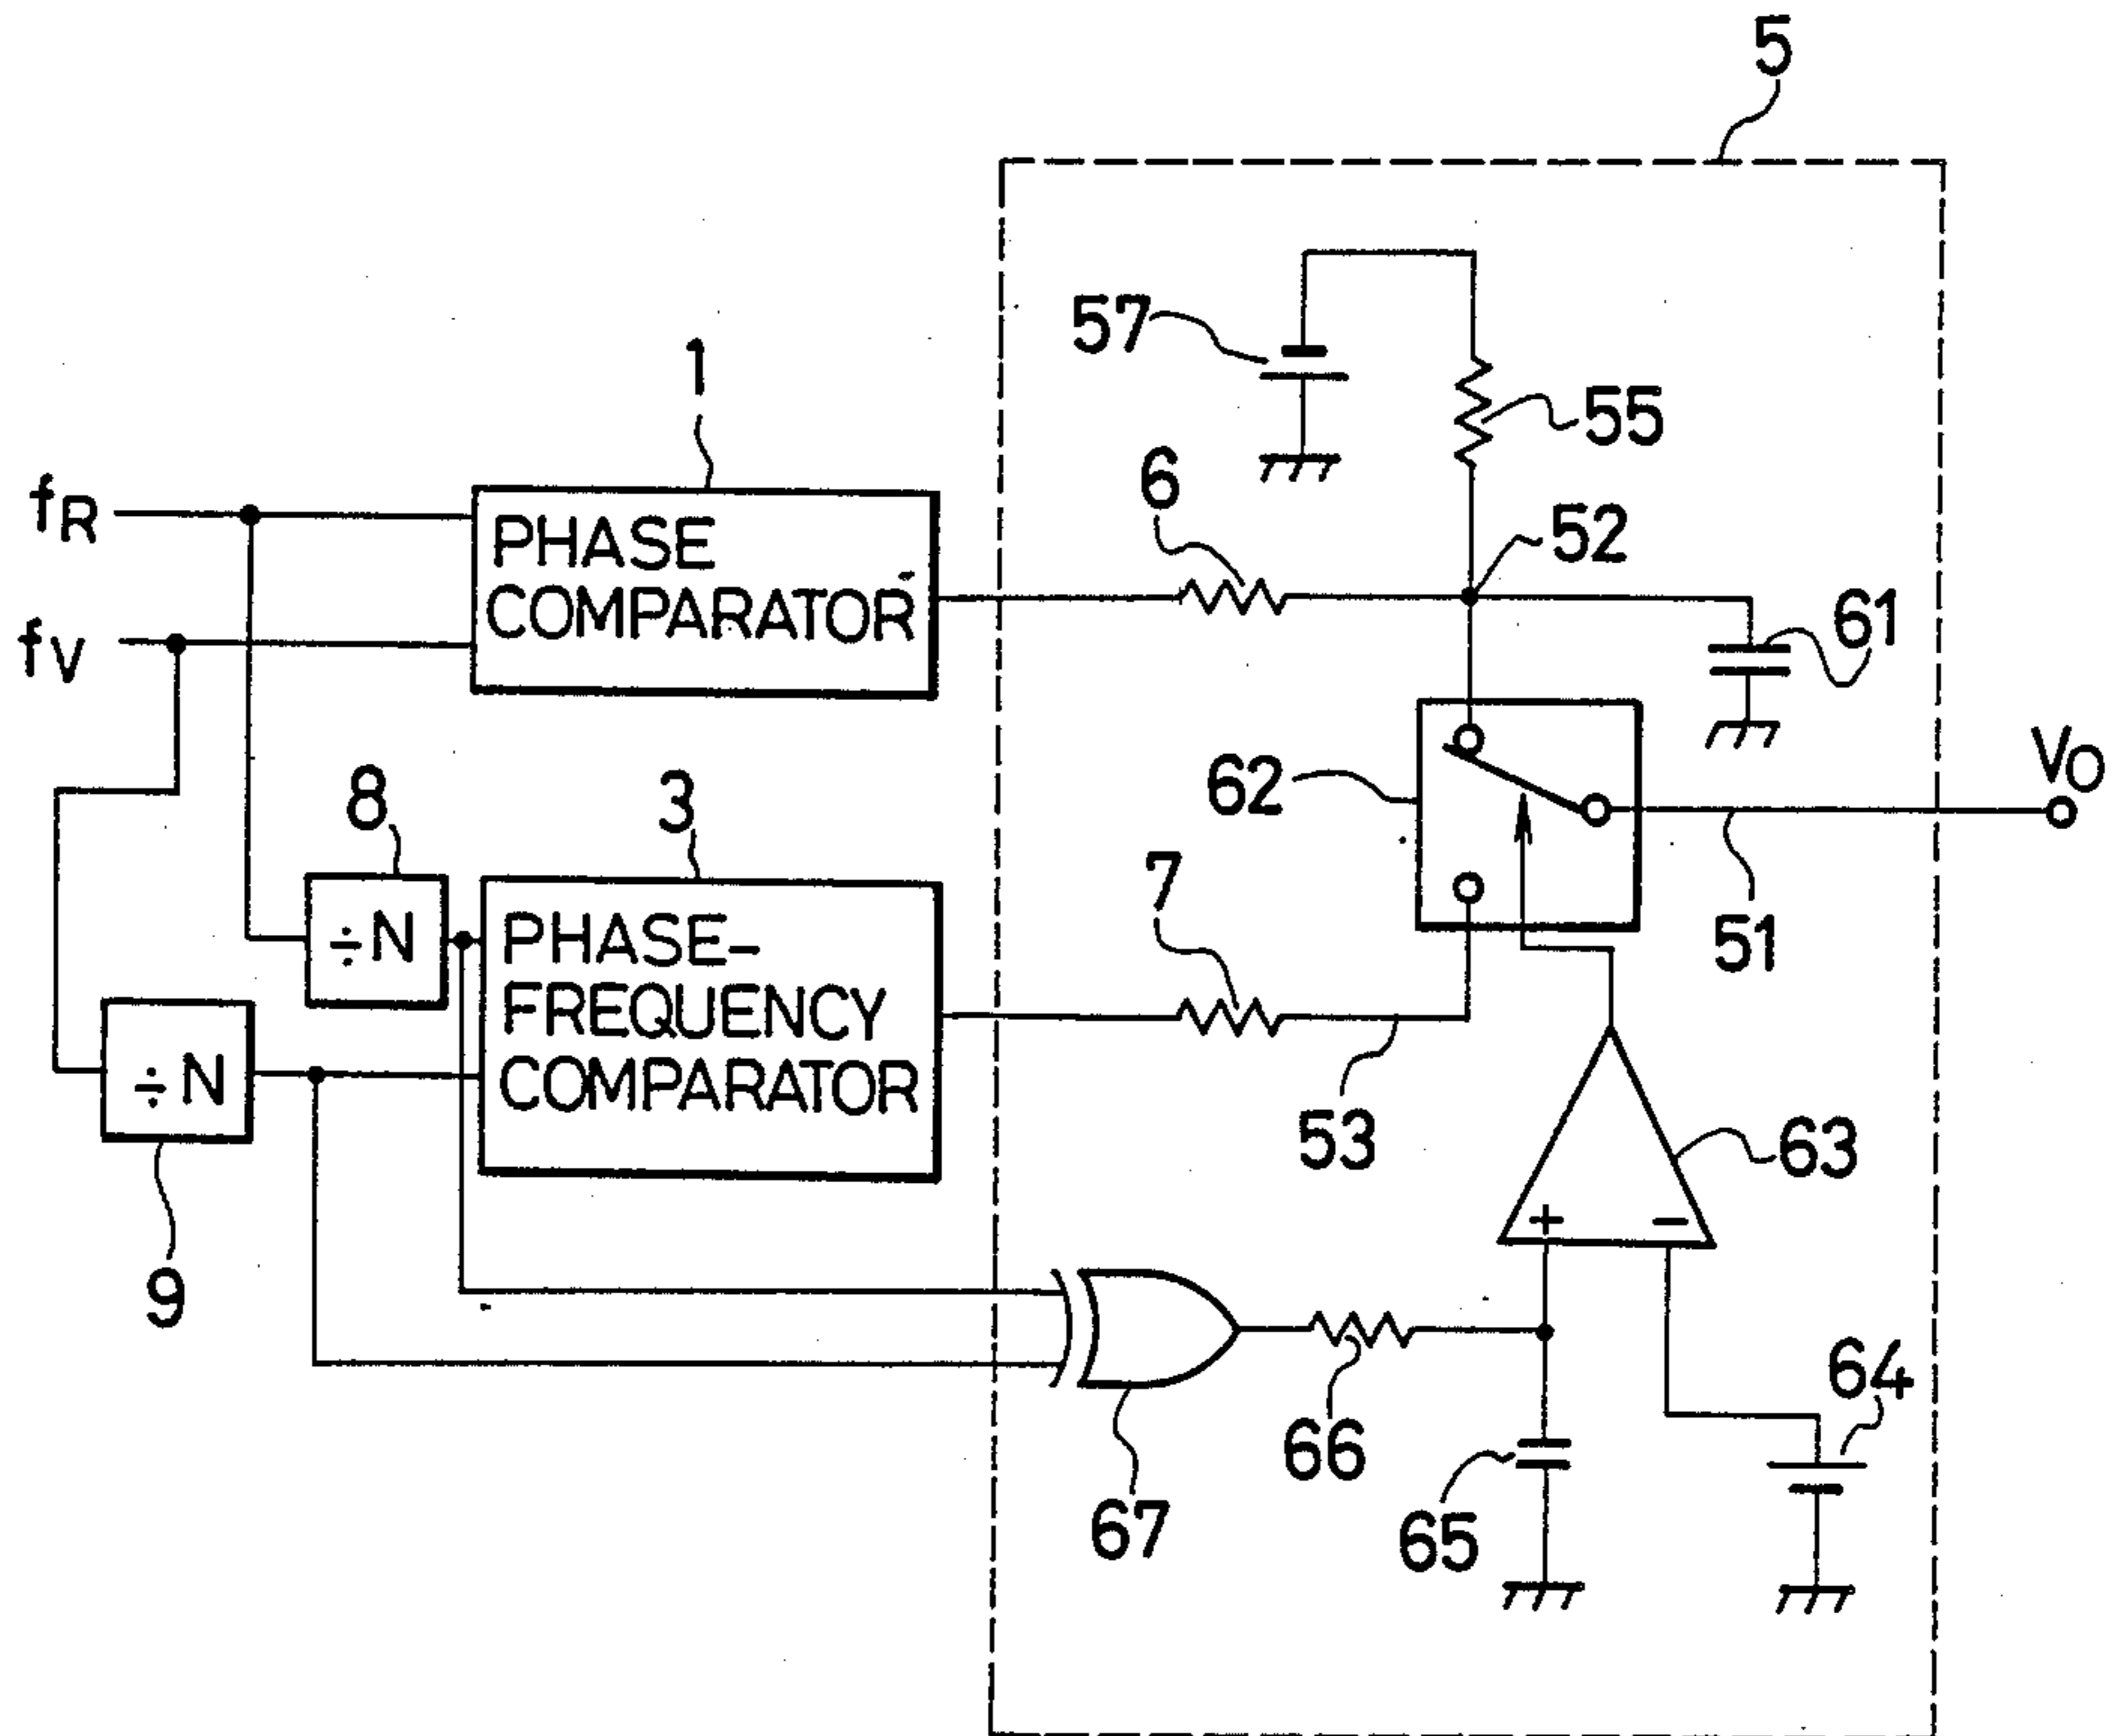 5
57
1
55
6
fR
PHASE
COMPARATOR
52
61
fV
62
VO
8
3
7
51
÷N
PHASE-
FREQUENCY
COMPARATOR
÷N
53
63
+
−
9
64
66
65
67